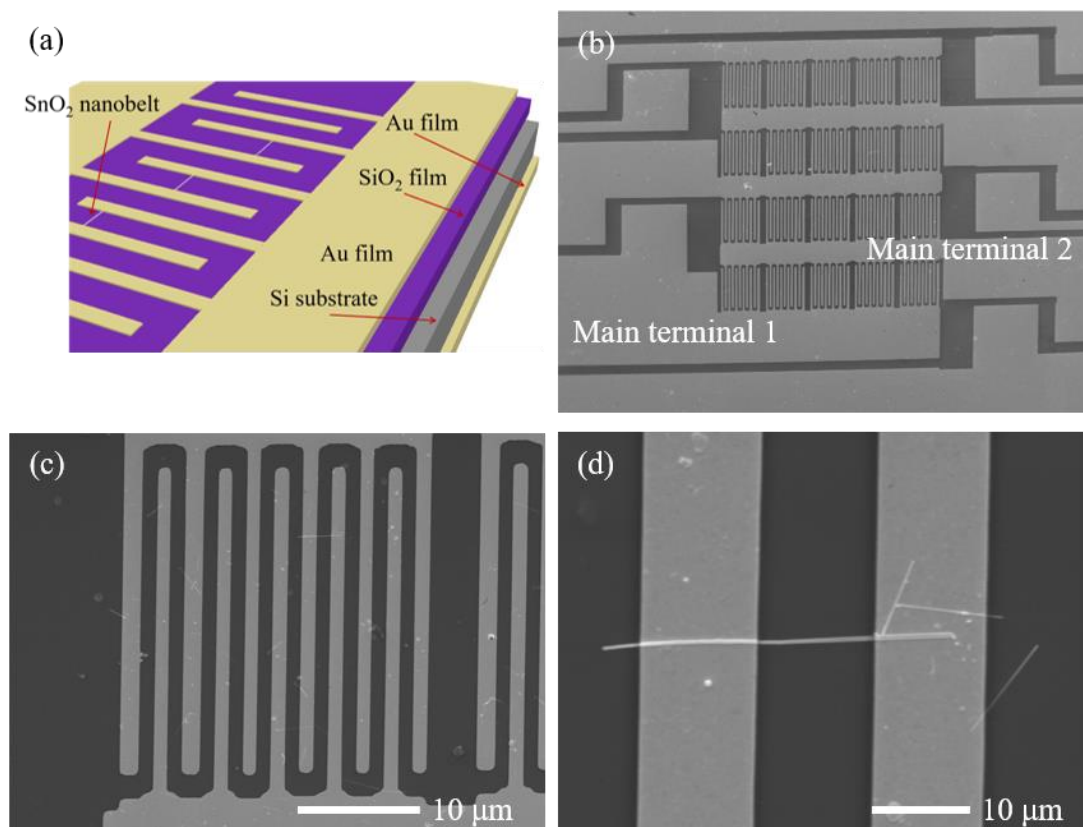 (a)
SnO₂ nanobelt
Au film
SiO₂ film
Au film
Si substrate
(b)
Main terminal 2
Main terminal 1
(c)
10 μm
(d)
10 μm